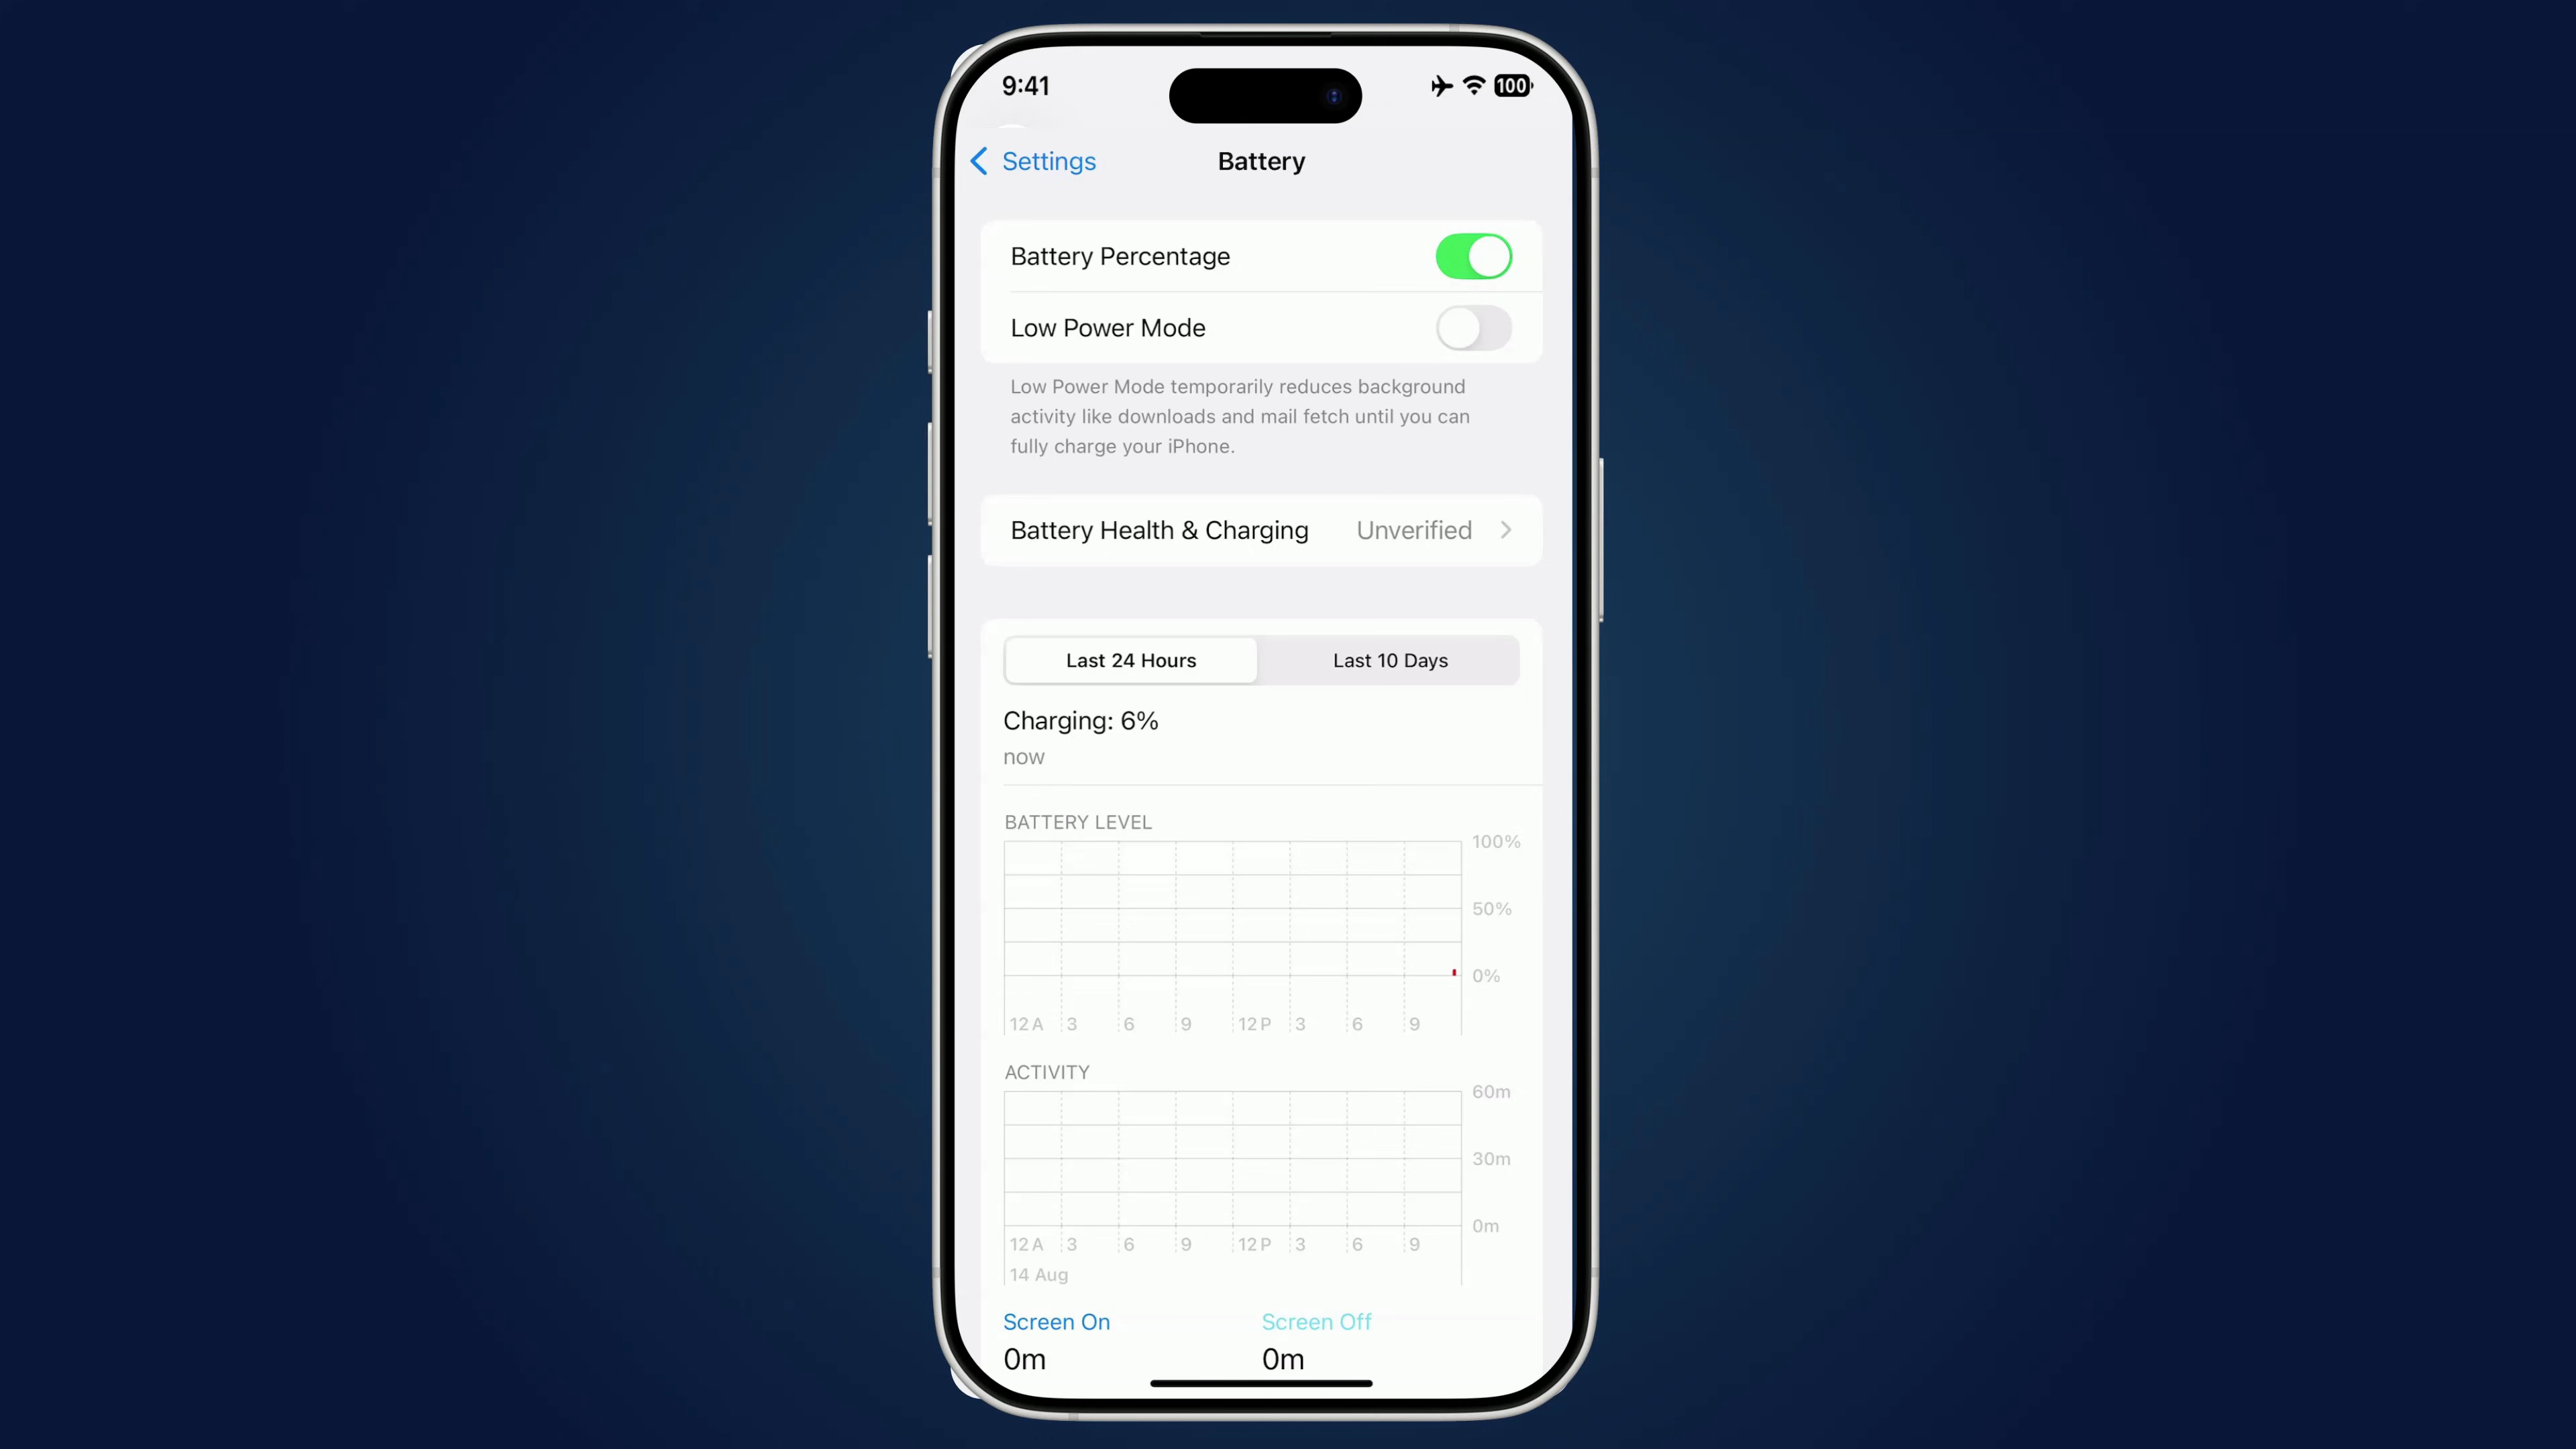 9:41
100
Settings
Battery
Battery Percentage
Low Power Mode
Low Power Mode temporarily reduces background
activity like downloads and mail fetch until you can
fully charge your iPhone.
Battery Health & Charging Unverified
Last 24 Hours Last 10 Days
Charging: 6%
now
BATTERY LEVEL
100%
50%
0%
12 A 3 6 9 12 P 3 6 9
ACTIVITY
60m
30m
0m
12 A 3 6 9 12 P 3 6 9
14 Aug
Screen On Screen Off
0m 0m